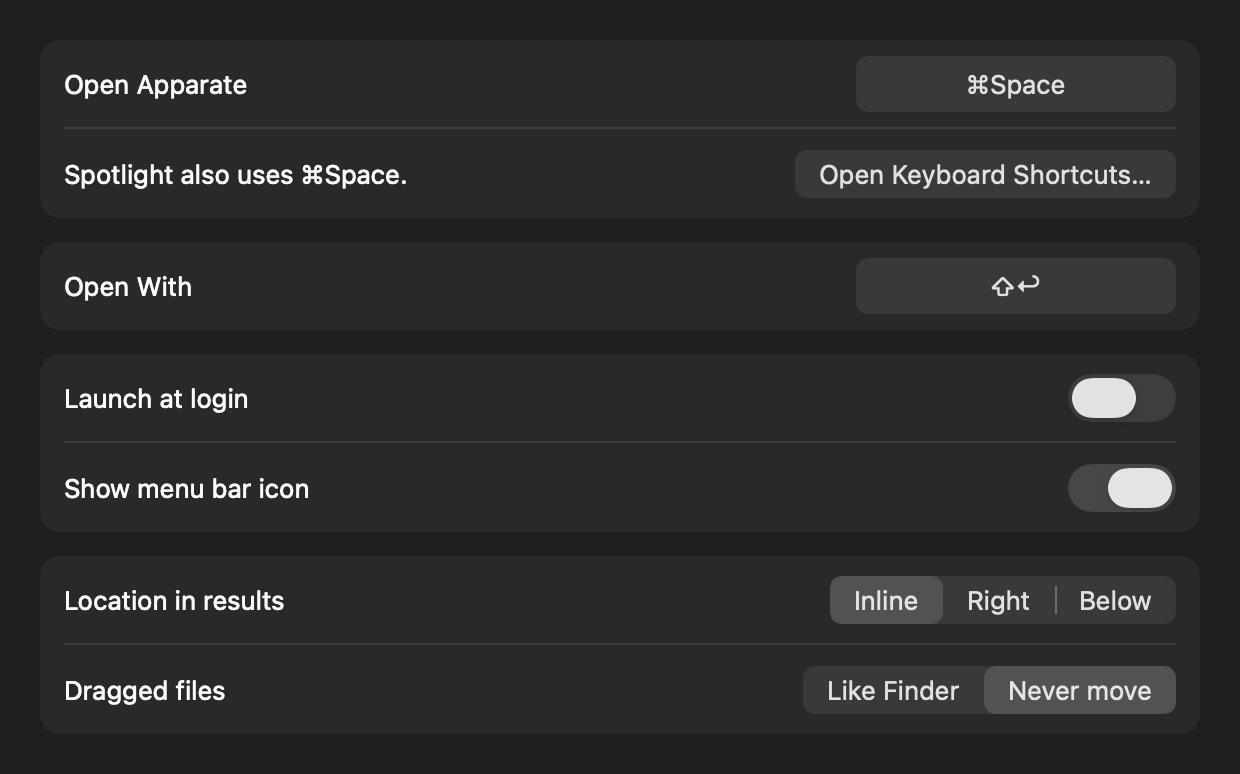 Open Apparate
⌘Space
Spotlight also uses ⌘Space.
Open Keyboard Shortcuts...
Open With
⇧↩
Launch at login
Show menu bar icon
Location in results
Inline Right Below
Dragged files
Like Finder Never move